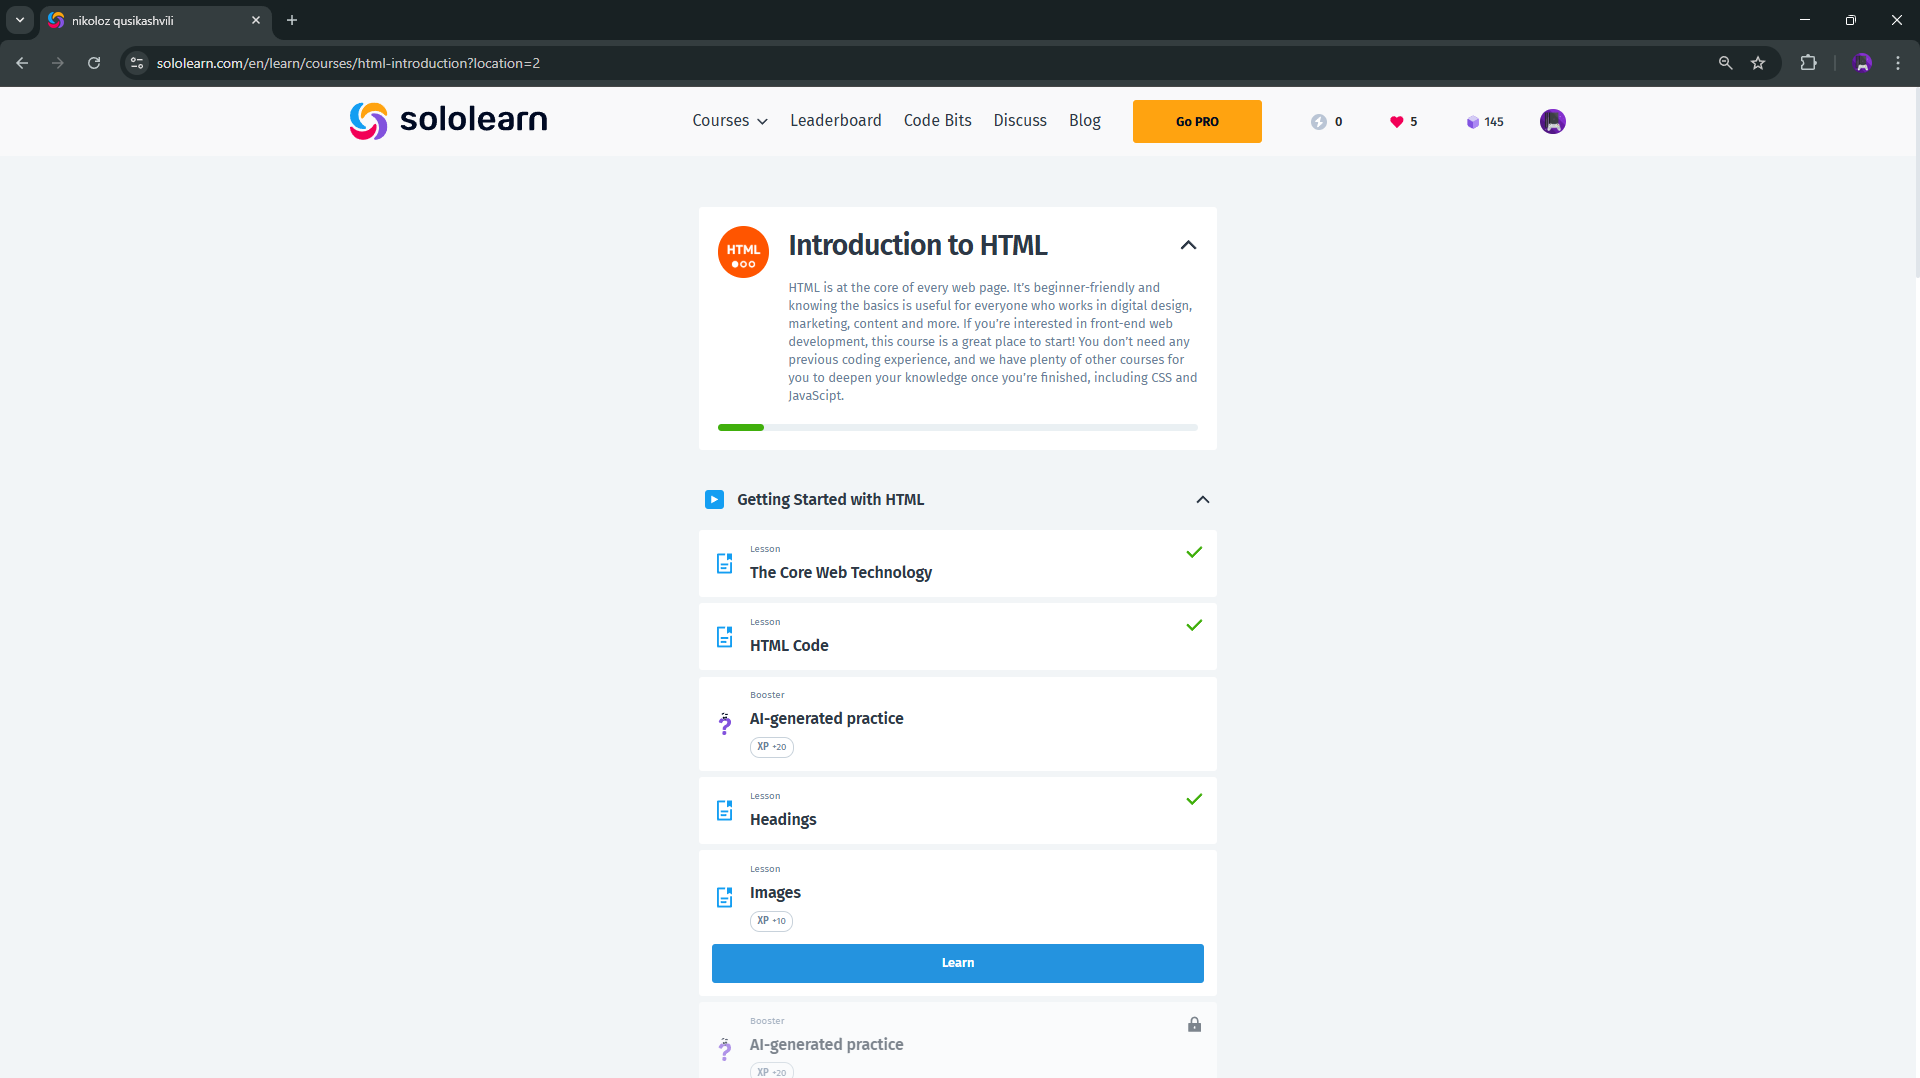 nikoloz qusikashvili
sololearn.com/en/learn/courses/html-introduction?location=2
sololearn
Courses Leaderboard Code Bits Discuss Blog Go PRO 0 5 145
HTML
Introduction to HTML
HTML is at the core of every web page. It's beginner-friendly and
knowing the basics is useful for everyone who works in digital design,
marketing, content and more. If you're interested in front-end web
development, this course is a great place to start! You don't need any
previous coding experience, and we have plenty of other courses for
you to deepen your knowledge once you're finished, including CSS and
JavaScipt.
Getting Started with HTML
Lesson
The Core Web Technology
Lesson
HTML Code
Booster
AI-generated practice
XP +20
Lesson
Headings
Lesson
Images
XP +10
Learn
Booster
AI-generated practice
XP +20